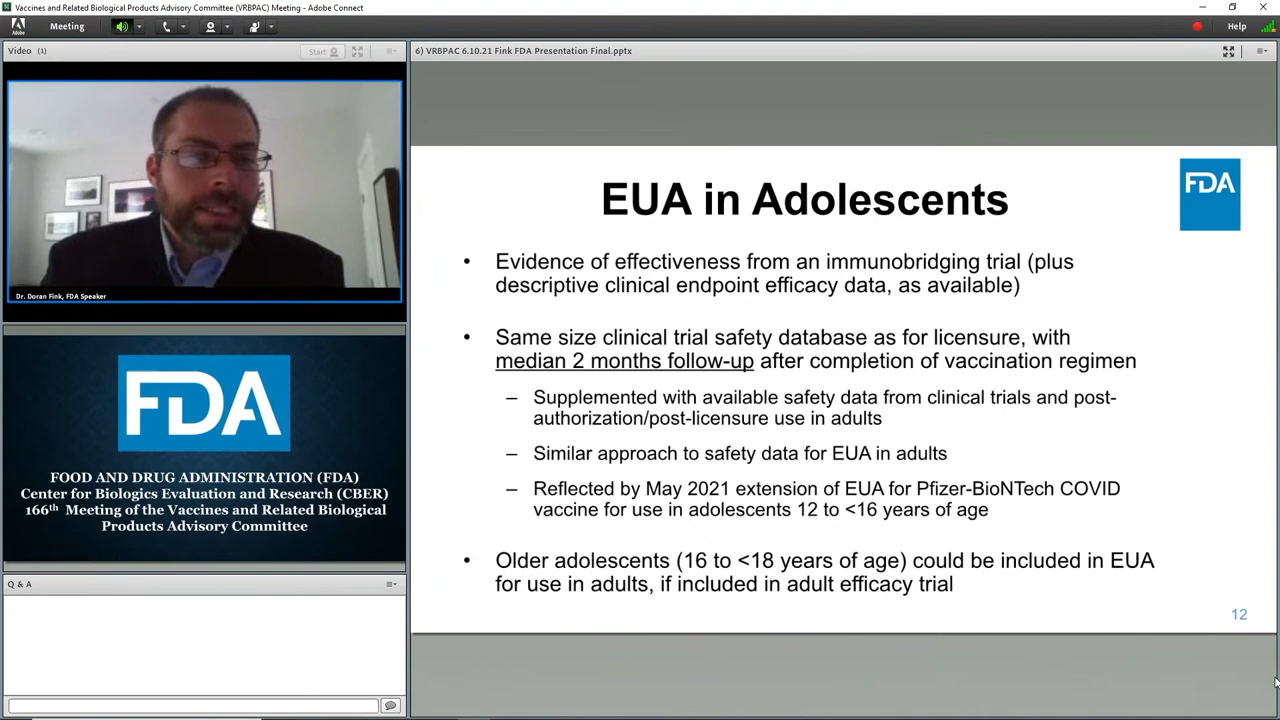 Vaccines and Related Biological Products Advisory Committee (VRBPAC) Meeting - Adobe Connect
Adobe
Meeting
Help
Video (1)
Start
6) VRBPAC 6.10.21 Fink FDA Presentation Final.pptx
Dr. Doran Fink, FDA Speaker
FDA
FOOD AND DRUG ADMINISTRATION (FDA)
Center for Biologics Evaluation and Research (CBER)
166th Meeting of the Vaccines and Related Biological
Products Advisory Committee
Q & A
EUA in Adolescents
FDA
• Evidence of effectiveness from an immunobridging trial (plus
descriptive clinical endpoint efficacy data, as available)
• Same size clinical trial safety database as for licensure, with
median 2 months follow-up after completion of vaccination regimen
– Supplemented with available safety data from clinical trials and post-
authorization/post-licensure use in adults
– Similar approach to safety data for EUA in adults
– Reflected by May 2021 extension of EUA for Pfizer-BioNTech COVID
vaccine for use in adolescents 12 to <16 years of age
• Older adolescents (16 to <18 years of age) could be included in EUA
for use in adults, if included in adult efficacy trial
12